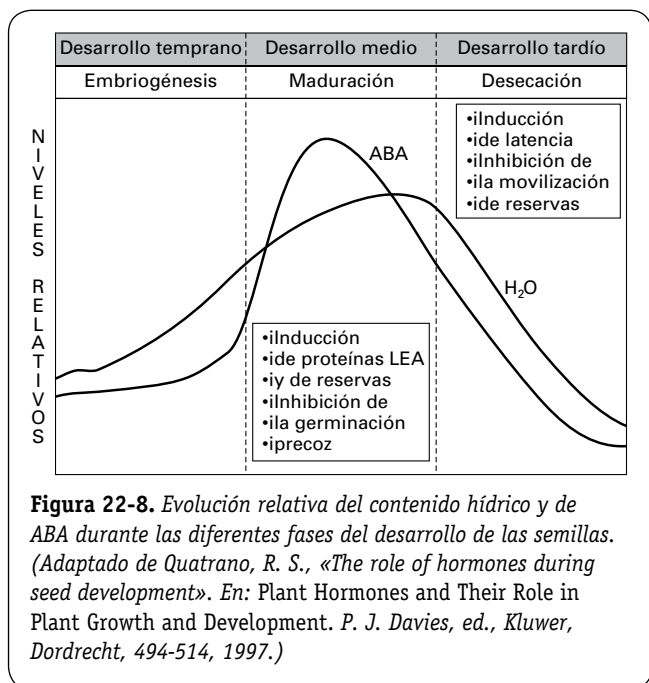 Desarrollo temprano Desarrollo medio Desarrollo tardío
Embriogénesis Maduración Desecación
NIVELES RELATIVOS
ABA
H₂O
•iInducción
•ide latencia
•iInhibición de
•ila movilización
•ide reservas
•iInducción
•ide proteínas LEA
•iy de reservas
•iInhibición de
•ila germinación
•iprecoz
Figura 22-8. Evolución relativa del contenido hídrico y de
ABA durante las diferentes fases del desarrollo de las semillas.
(Adaptado de Quatrano, R. S., «The role of hormones during
seed development». En: Plant Hormones and Their Role in
Plant Growth and Development. P. J. Davies, ed., Kluwer,
Dordrecht, 494-514, 1997.)